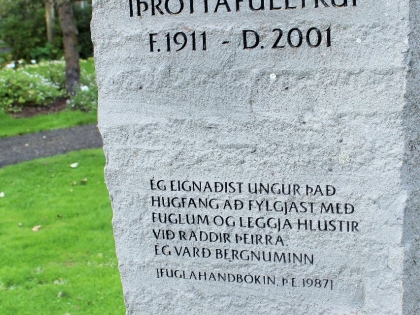 ÍÞRÓTTAFULLTRÚI
F. 1911 - D. 2001
ÉG EIGNAÐIST UNGUR ÞAÐ
HUGFANG AÐ FYLGJAST MEÐ
FUGLUM OG LEGGJA HLUSTIR
VIÐ RADDIR ÞEIRRA.
ÉG VARÐ BERGNUMINN
[FUGLAHANDBÓKIN, Þ.E. 1987]